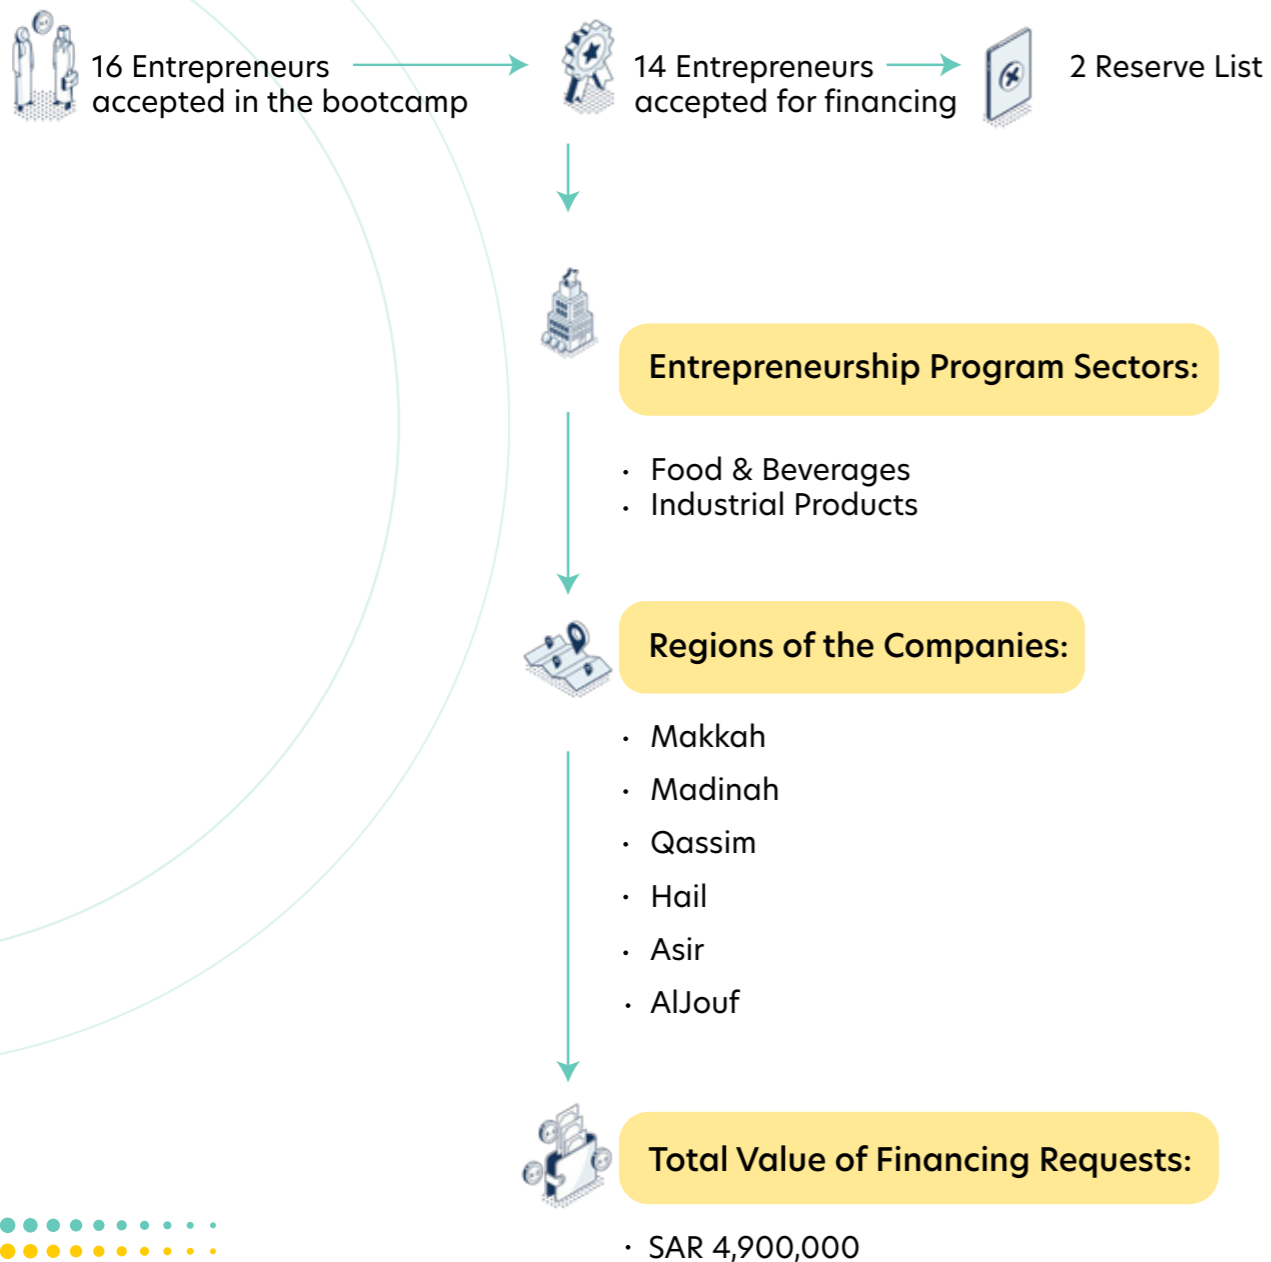 16 Entrepreneurs
accepted in the bootcamp
14 Entrepreneurs
accepted for financing
2 Reserve List
Entrepreneurship Program Sectors:
· Food & Beverages
· Industrial Products
Regions of the Companies:
· Makkah
· Madinah
· Qassim
· Hail
· Asir
· AlJouf
Total Value of Financing Requests:
· SAR 4,900,000